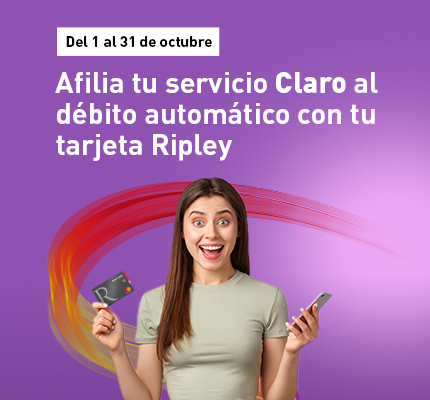 Del 1 al 31 de octubre
Afilia tu servicio Claro al
débito automático con tu
tarjeta Ripley
R